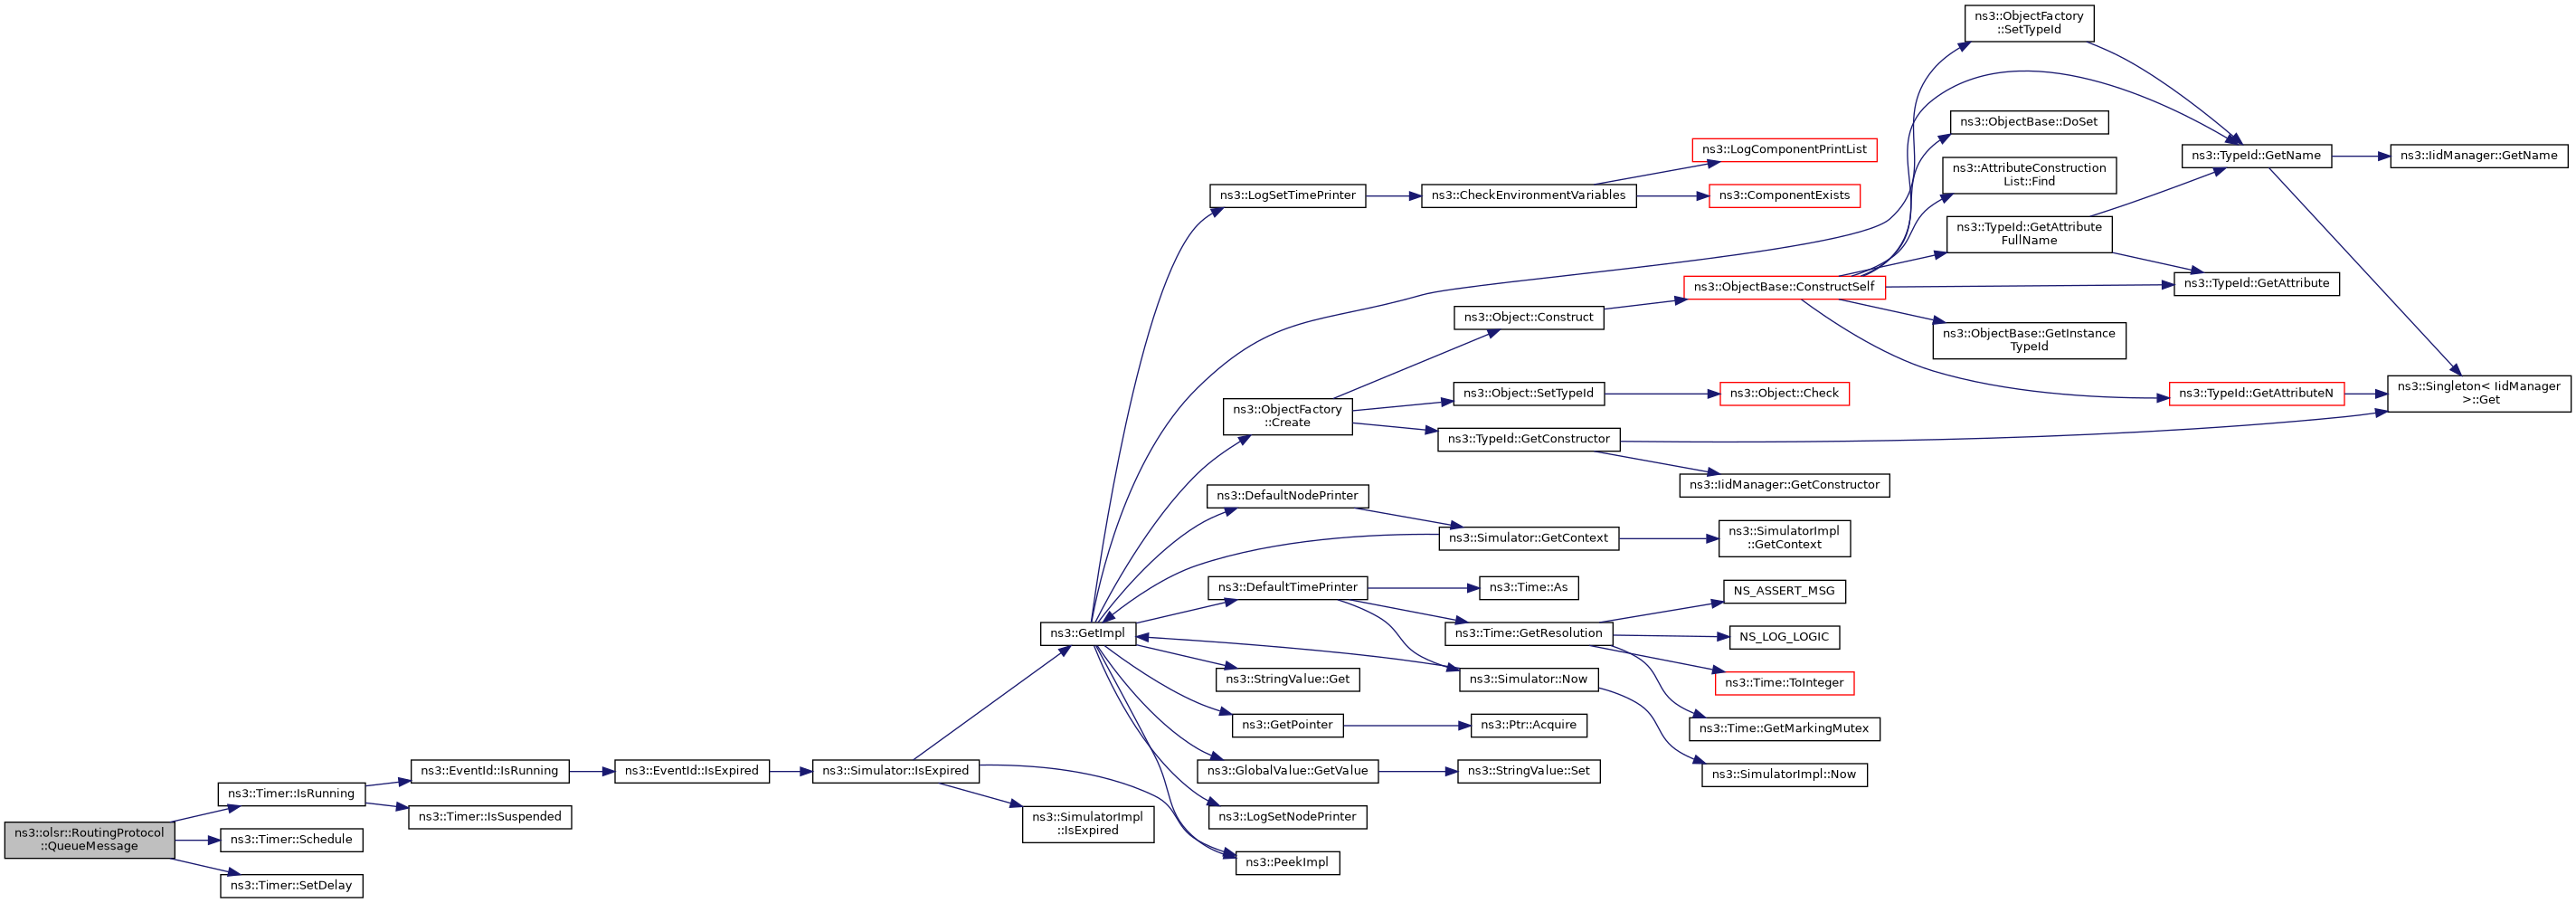 ns3::ObjectFactory
::SetTypeId
ns3::ObjectBase::DoSet
ns3::LogComponentPrintList
ns3::TypeId::GetName
ns3::IidManager::GetName
ns3::AttributeConstruction
List::Find
ns3::LogSetTimePrinter
ns3::CheckEnvironmentVariables
ns3::ComponentExists
ns3::TypeId::GetAttribute
FullName
ns3::ObjectBase::ConstructSelf
ns3::TypeId::GetAttribute
ns3::Object::Construct
ns3::ObjectBase::GetInstance
TypeId
ns3::Object::SetTypeId
ns3::Object::Check
ns3::TypeId::GetAttributeN
ns3::Singleton< IidManager
>::Get
ns3::ObjectFactory
::Create
ns3::TypeId::GetConstructor
ns3::IidManager::GetConstructor
ns3::DefaultNodePrinter
ns3::Simulator::GetContext
ns3::SimulatorImpl
::GetContext
ns3::DefaultTimePrinter
ns3::Time::As
NS_ASSERT_MSG
ns3::GetImpl
ns3::Time::GetResolution
NS_LOG_LOGIC
ns3::StringValue::Get
ns3::Simulator::Now
ns3::Time::ToInteger
ns3::GetPointer
ns3::Ptr::Acquire
ns3::Time::GetMarkingMutex
ns3::EventId::IsRunning
ns3::EventId::IsExpired
ns3::Simulator::IsExpired
ns3::GlobalValue::GetValue
ns3::StringValue::Set
ns3::SimulatorImpl::Now
ns3::Timer::IsRunning
ns3::Timer::IsSuspended
ns3::SimulatorImpl
::IsExpired
ns3::LogSetNodePrinter
ns3::olsr::RoutingProtocol
::QueueMessage
ns3::Timer::Schedule
ns3::PeekImpl
ns3::Timer::SetDelay